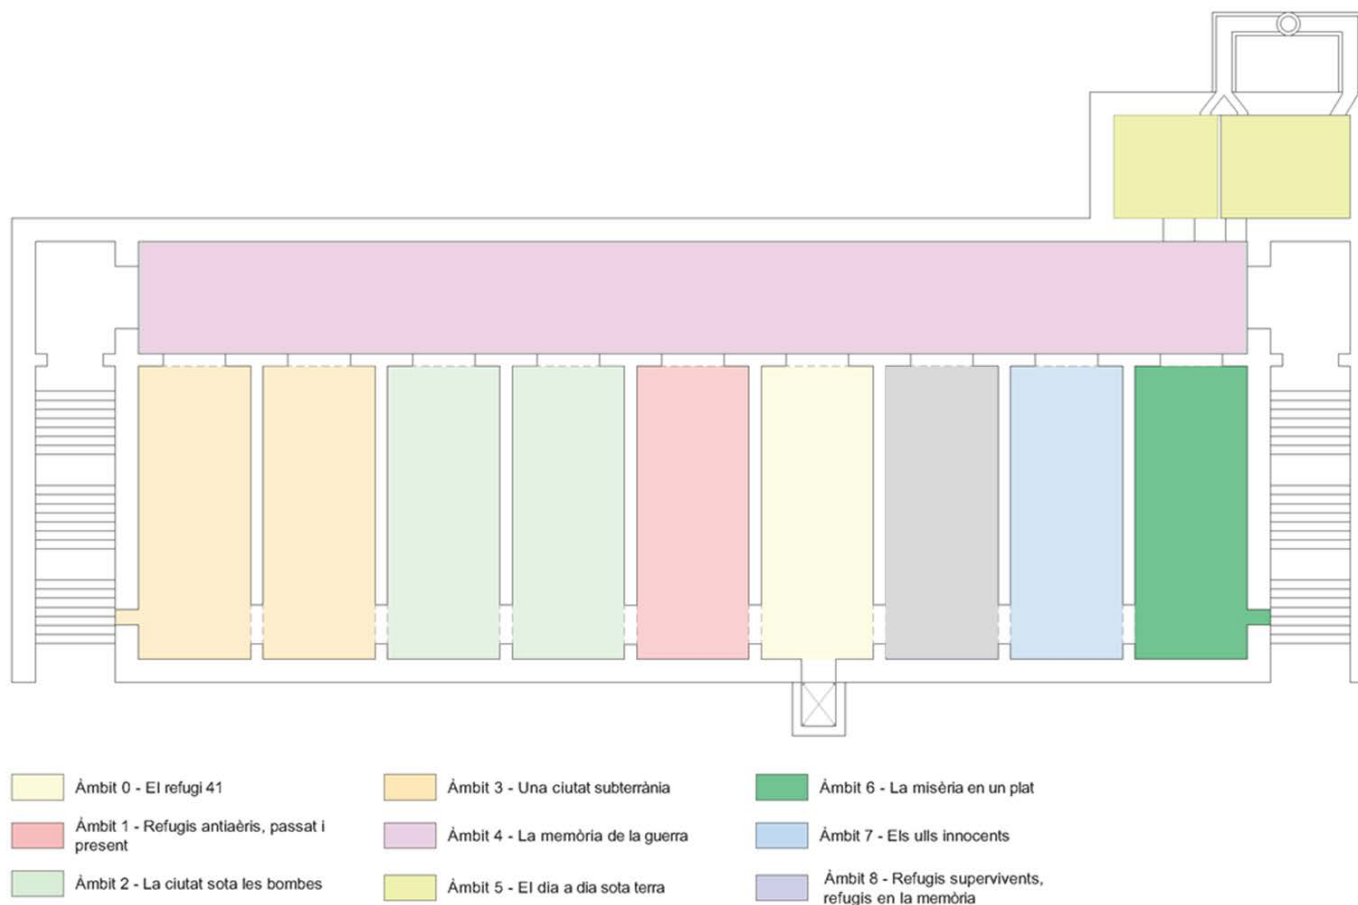 Àmbit 0 - El refugi 41
Àmbit 1 - Refugis antiaèris, passat i
present
Àmbit 2 - La ciutat sota les bombes
Àmbit 3 - Una ciutat subterrània
Àmbit 4 - La memòria de la guerra
Àmbit 5 - El dia a dia sota terra
Àmbit 6 - La misèria en un plat
Àmbit 7 - Els ulls innocents
Àmbit 8 - Refugis supervivents,
refugis en la memòria